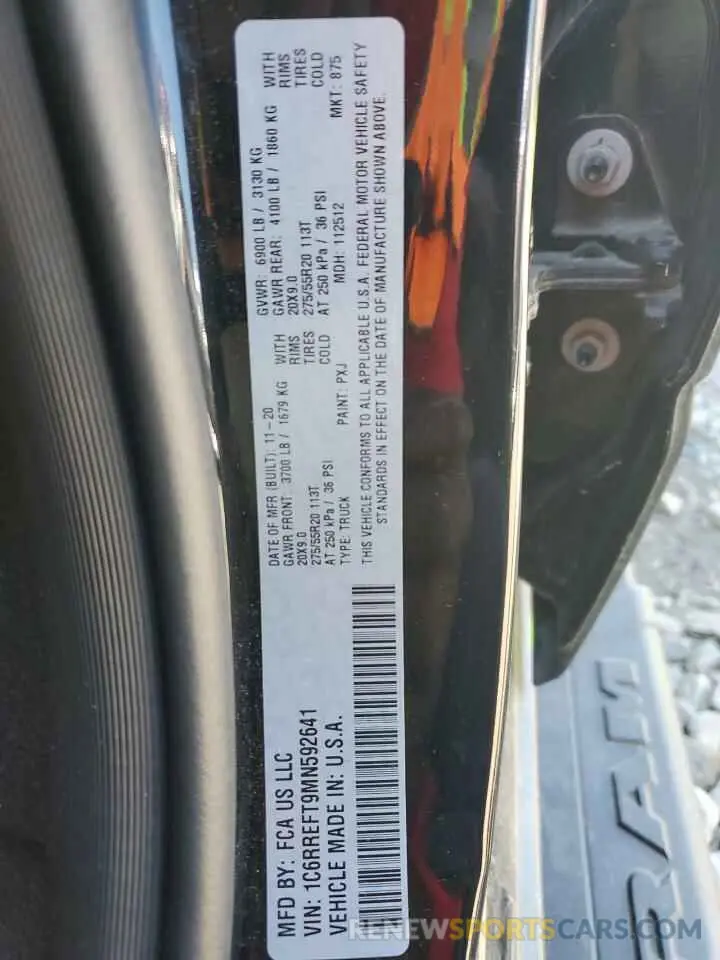 MFD BY: FCA US LLC
VIN: 1C6RREFT9MN592641
VEHICLE MADE IN: U.S.A.
DATE OF MFR (BUILT): 11-20
GAWR FRONT: 3700 LB / 1679 KG WITH
20X9.0 RIMS
275/55R20 113T TIRES
AT 250 kPa / 36 PSI COLD
TYPE: TRUCK PAINT: PXJ
GVWR: 6900 LB / 3130 KG
GAWR REAR: 4100 LB / 1860 KG WITH
20X9.0 RIMS
275/55R20 113T TIRES
AT 250 kPa / 36 PSI COLD
MDH: 112512 MKT: 875
THIS VEHICLE CONFORMS TO ALL APPLICABLE U.S.A. FEDERAL MOTOR VEHICLE SAFETY
STANDARDS IN EFFECT ON THE DATE OF MANUFACTURE SHOWN ABOVE.
RAM
RENEWSPORTSCARS.COM